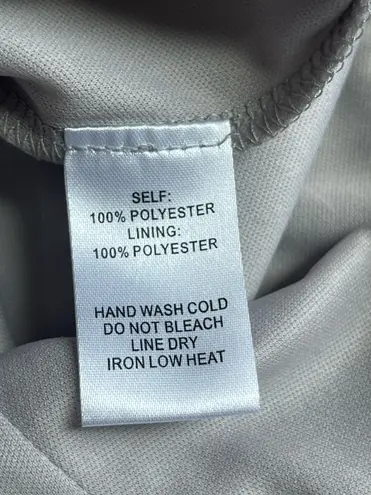 SELF:
100% POLYESTER
LINING:
100% POLYESTER
HAND WASH COLD
DO NOT BLEACH
LINE DRY
IRON LOW HEAT